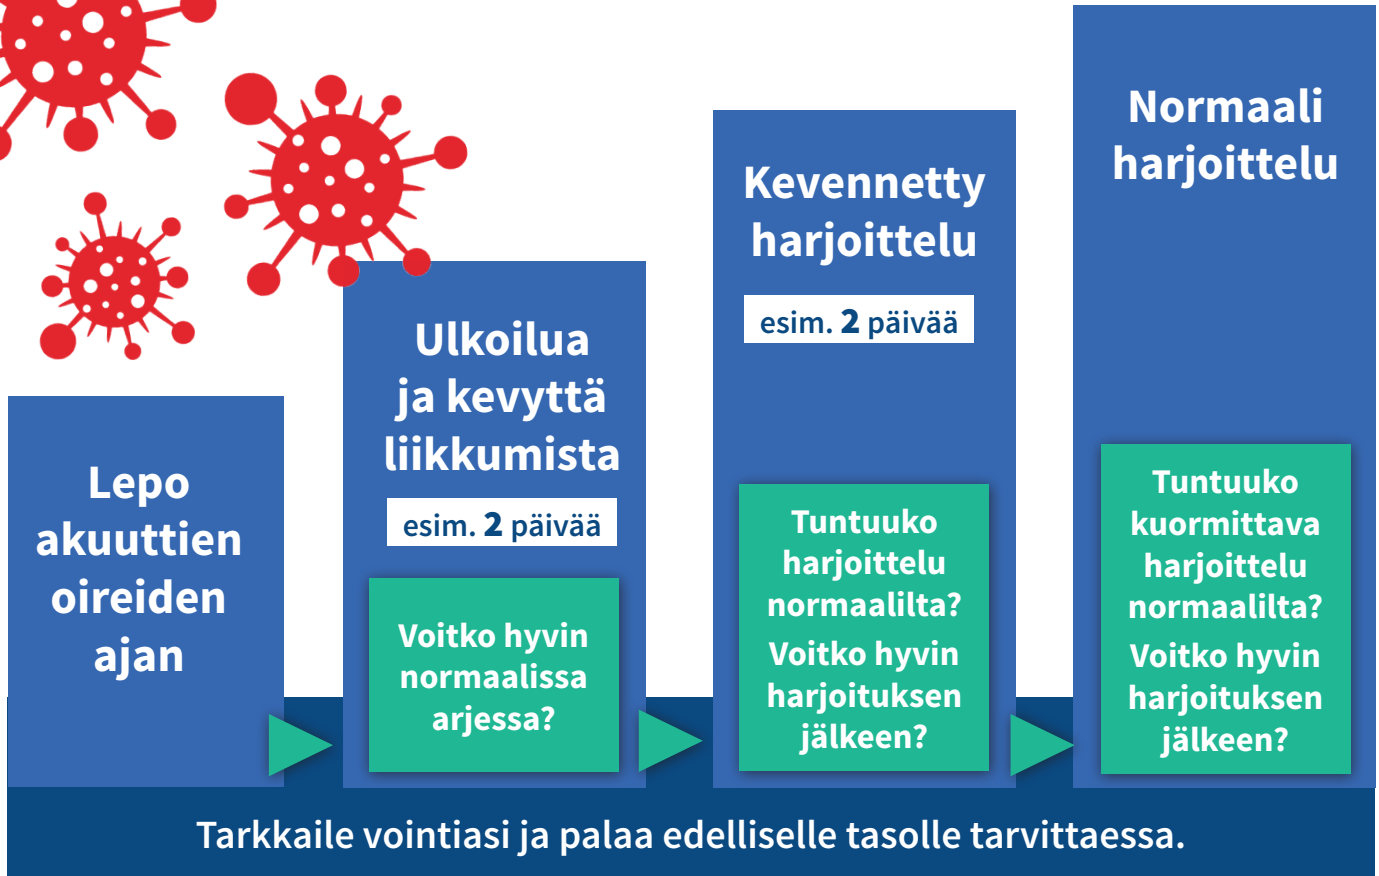 Lepo
akuuttien
oireiden
ajan
Ulkoilua
ja kevyttä
liikkumista
esim. 2 päivää
Voitko hyvin
normaalissa
arjessa?
Kevennetty
harjoittelu
esim. 2 päivää
Tuntuuko
harjoittelu
normaalilta?
Voitko hyvin
harjoituksen
jälkeen?
Normaali
harjoittelu
Tuntuuko
kuormittava
harjoittelu
normaalilta?
Voitko hyvin
harjoituksen
jälkeen?
Tarkkaile vointiasi ja palaa edelliselle tasolle tarvittaessa.